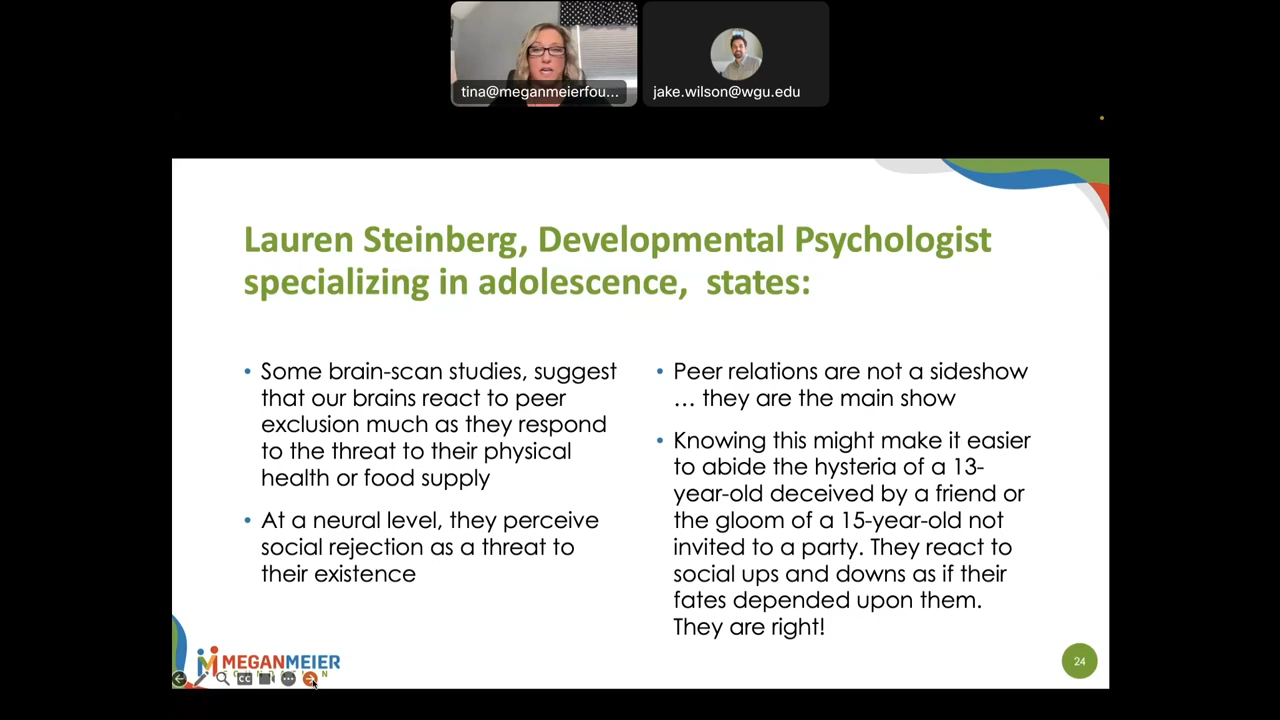 tina@meganmeierfou...
jake.wilson@wgu.edu
Lauren Steinberg, Developmental Psychologist
specializing in adolescence,  states:
• Some brain-scan studies, suggest
that our brains react to peer
exclusion much as they respond
to the threat to their physical
health or food supply
• At a neural level, they perceive
social rejection as a threat to
their existence
• Peer relations are not a sideshow
... they are the main show
• Knowing this might make it easier
to abide the hysteria of a 13-
year-old deceived by a friend or
the gloom of a 15-year-old not
invited to a party. They react to
social ups and downs as if their
fates depended upon them.
They are right!
MEGANMEIER
CC
24